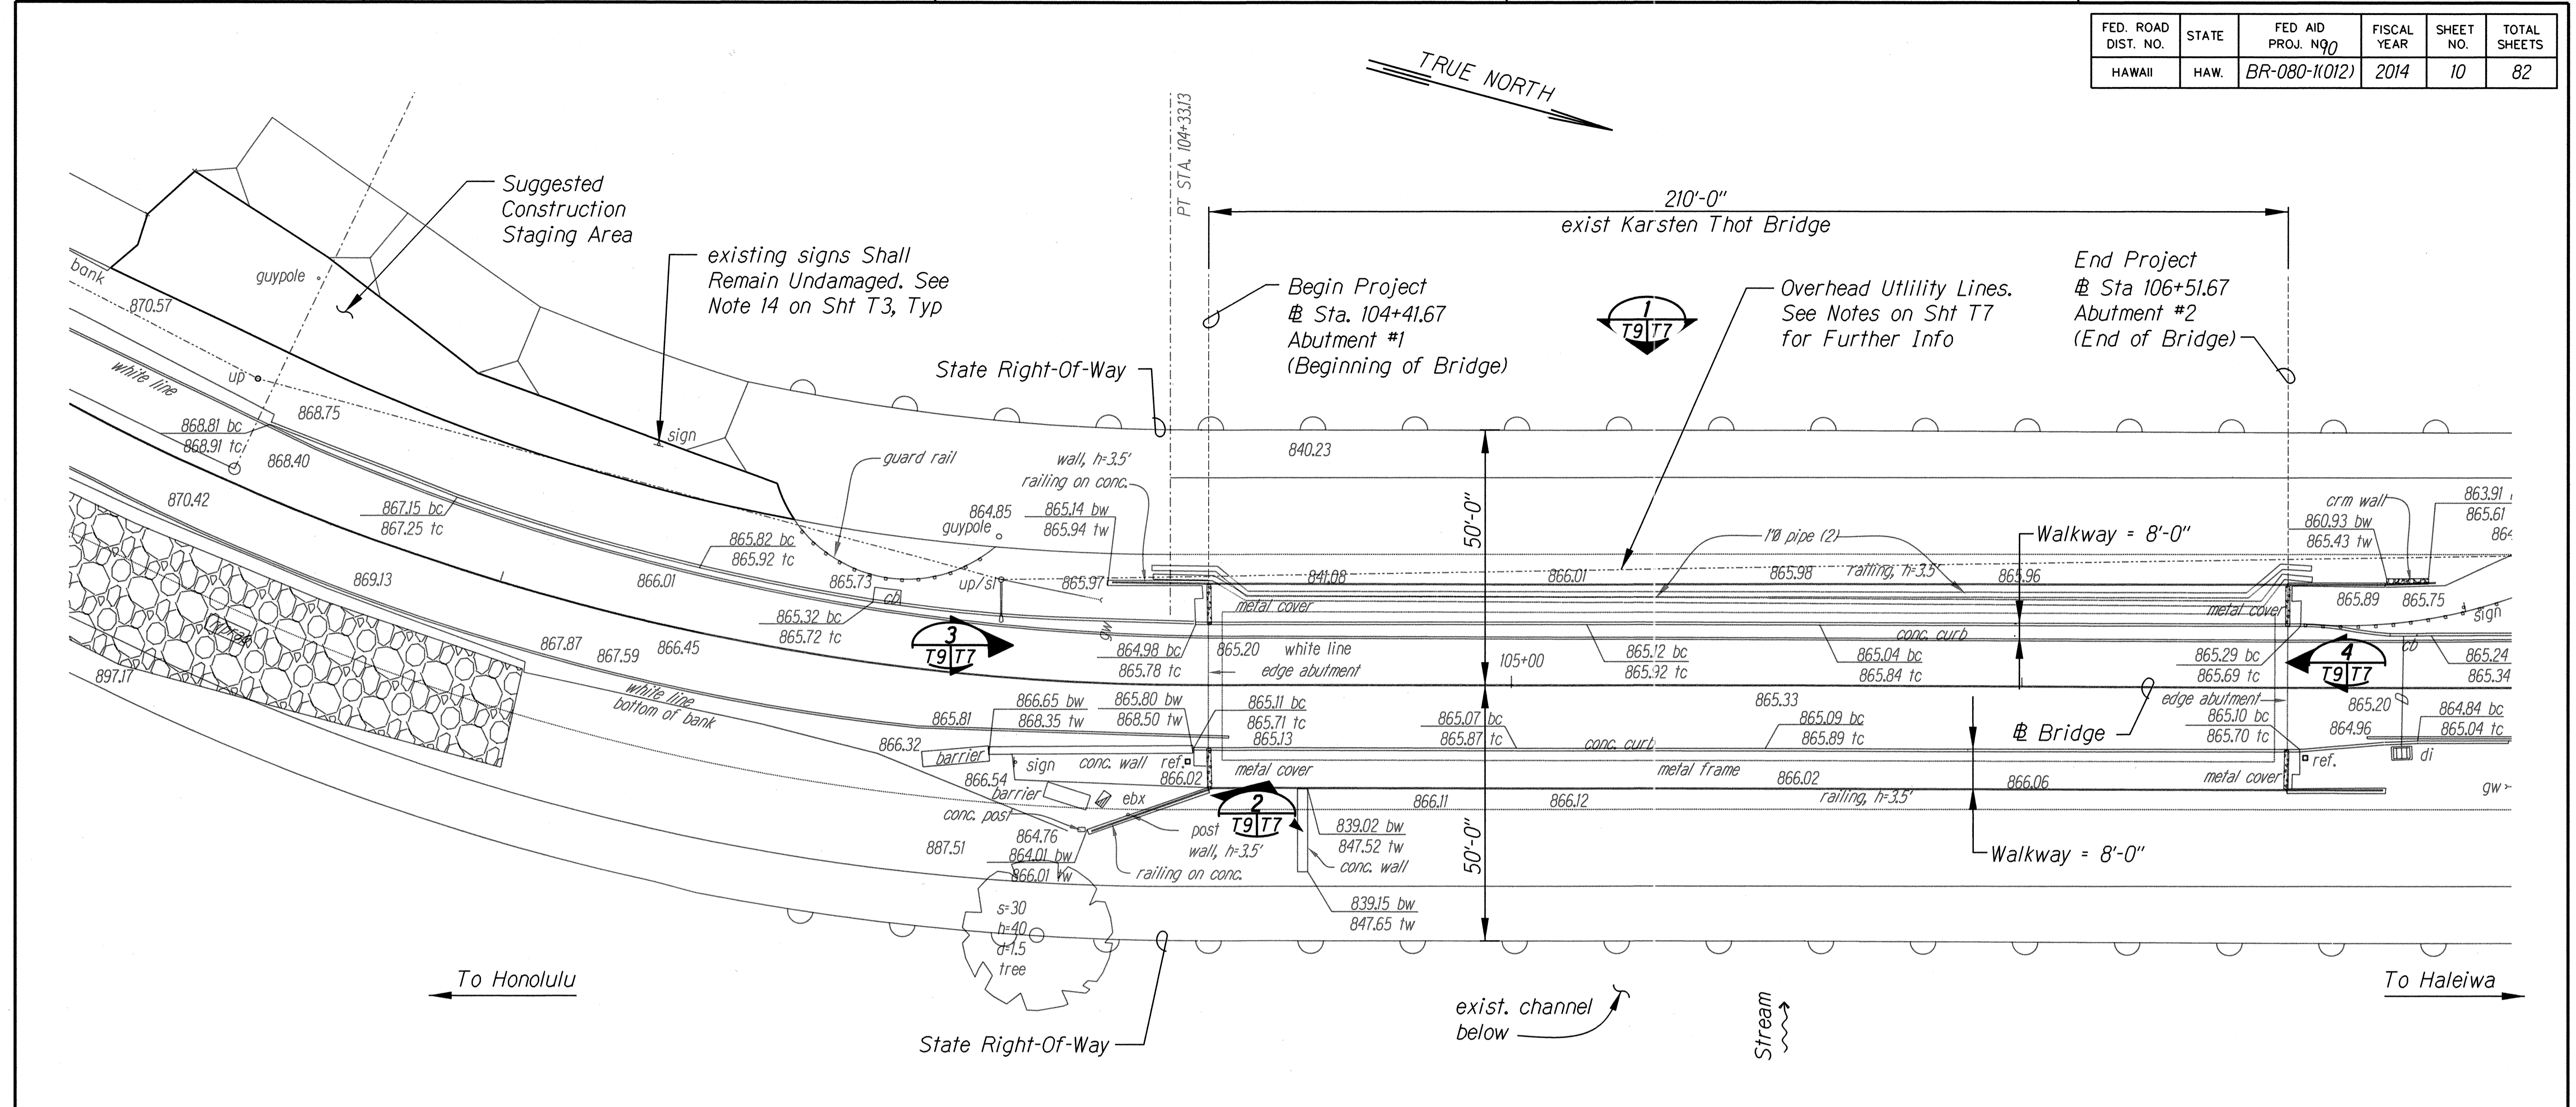 FED. ROAD DIST. NO.
STATE
FED AID PROJ. NO.
90
FISCAL YEAR
SHEET NO.
TOTAL SHEETS
HAWAII
HAW.
BR-080-1(012)
2014
10
82
TRUE NORTH
PT STA. 104+33.13
Suggested
Construction
Staging Area
existing signs Shall
Remain Undamaged. See
Note 14 on Sht T3, Typ
210'-0"
exist Karsten Thot Bridge
Begin Project
℄ Sta. 104+41.67
Abutment #1
(Beginning of Bridge)
State Right-Of-Way
1
T9 T7
Overhead Utlility Lines.
See Notes on Sht T7
for Further Info
End Project
℄ Sta 106+51.67
Abutment #2
(End of Bridge)
bank
870.57
guypole
up
white line
868.75
868.81 bc
868.91 tc
868.40
870.42
867.15 bc
867.25 tc
sign
guard rail
wall, h=3.5'
railing on conc.
864.85
guypole
865.14 bw
865.94 tw
840.23
50'-0"
865.82 bc
865.92 tc
865.73
cb
up/sl
865.97
gw
841.08
866.01
1"Ø pipe (2)
865.98
railing, h=3.5'
865.96
Walkway = 8'-0"
crm wall
860.93 bw
865.43 tw
863.91
865.61
864
865.89
865.75
sign
869.13
866.01
865.32 bc
865.72 tc
3
T9 T7
metal cover
864.98 bc
865.78 tc
865.20
white line
edge abutment
105+00
865.12 bc
865.92 tc
865.04 bc
865.84 tc
conc. curb
metal cover
865.29 bc
865.69 tc
4
T9 T7
cb
865.24
865.34
897.17
867.87
867.59
866.45
white line
bottom of bank
865.81
866.32
barrier
866.65 bw
868.35 tw
865.80 bw
868.50 tw
865.11 bc
865.71 tc
865.13
865.07 bc
865.87 tc
865.33
865.09 bc
865.89 tc
conc. curb
℄ Bridge
edge abutment
865.10 bc
865.70 tc
865.20
864.96
864.84 bc
865.04 tc
sign
conc. wall
ref.
866.54
barrier
ebx
866.02
metal cover
metal frame
866.02
866.06
metal cover
ref.
di
gw
conc. post
864.76
864.01 bw
866.01 tw
post
wall, h=3.5'
railing on conc.
2
T9 T7
866.11
866.12
railing, h=3.5'
839.02 bw
847.52 tw
conc. wall
50'-0"
Walkway = 8'-0"
887.51
s=30
h=40
d=1.5
tree
839.15 bw
847.65 tw
To Honolulu
State Right-Of-Way
exist. channel
below
Stream
To Haleiwa